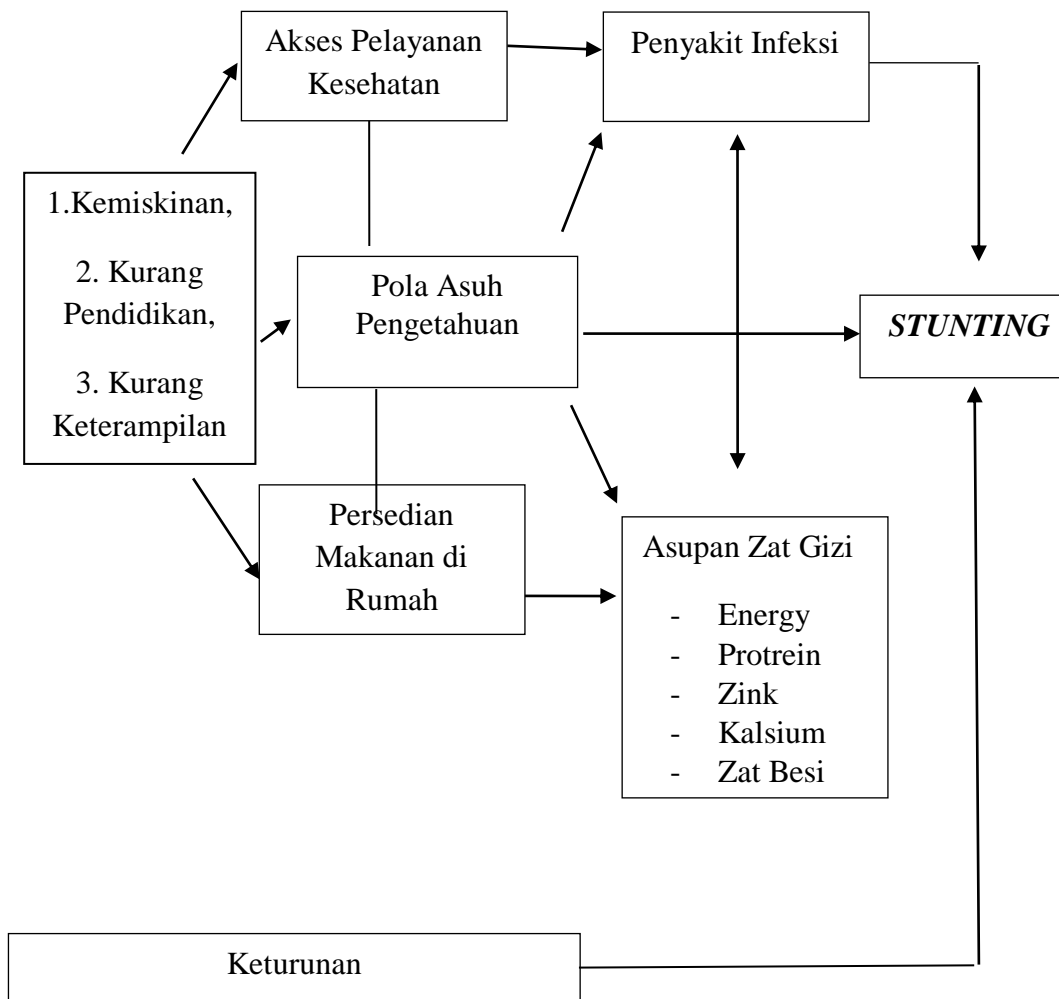 Akses Pelayanan
Kesehatan
Penyakit Infeksi
1.Kemiskinan,
2. Kurang
Pendidikan,
3. Kurang
Keterampilan
Pola Asuh
Pengetahuan
STUNTING
Persedian
Makanan di
Rumah
Asupan Zat Gizi
- Energy
- Protrein
- Zink
- Kalsium
- Zat Besi
Keturunan